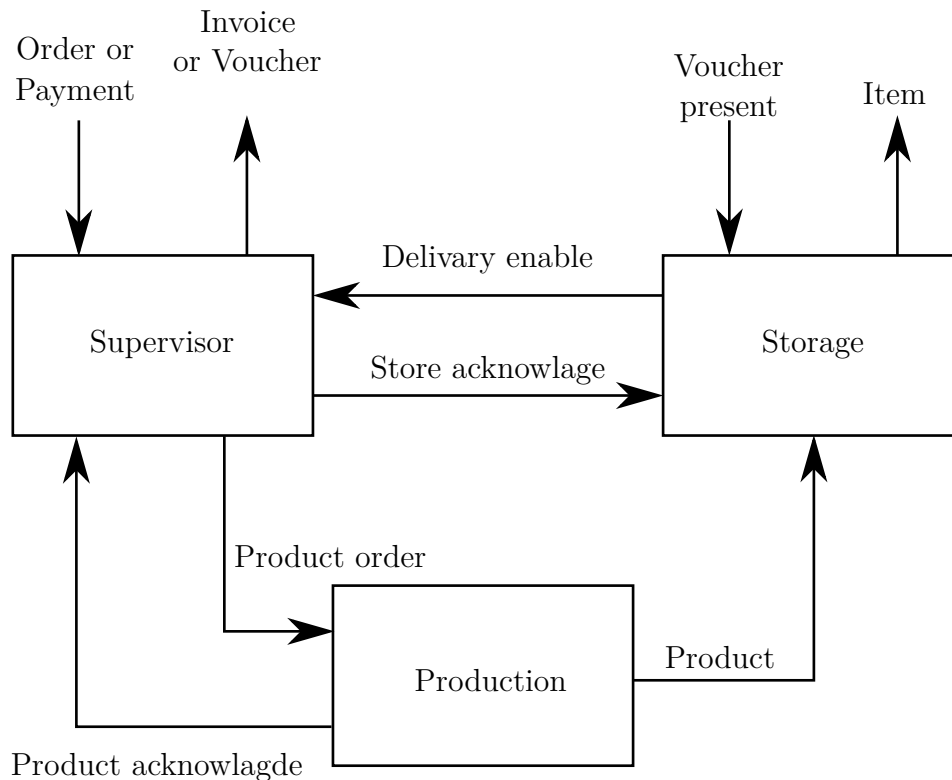 Invoice
or Voucher
Order or
Payment
Voucher
present
Item
Delivary enable
Supervisor
Storage
Store acknowlage
Product order
Product
Production
Product acknowlagde